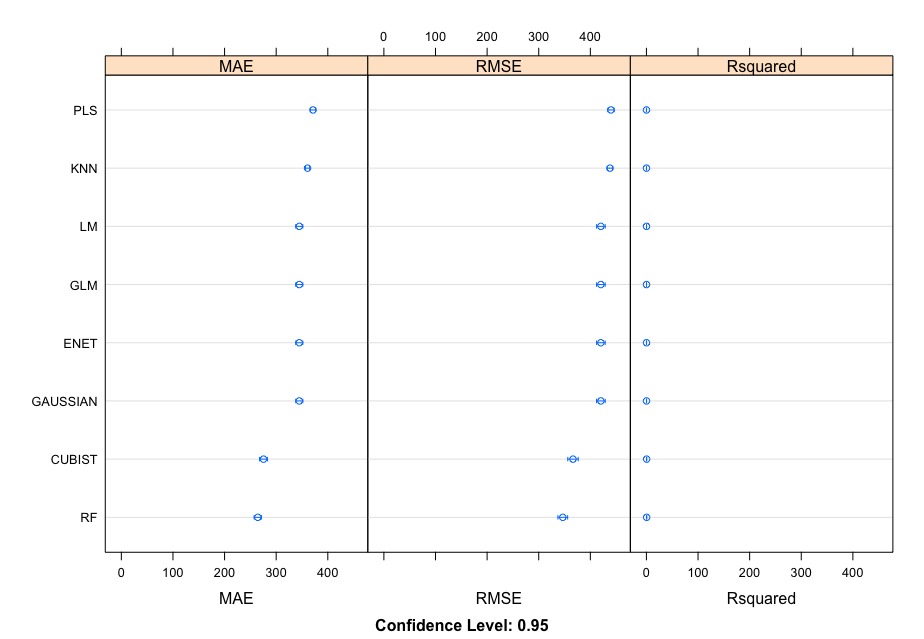 0 100 200 300 400
MAE RMSE Rsquared
PLS
KNN
LM
GLM
ENET
GAUSSIAN
CUBIST
RF
0 100 200 300 400 0 100 200 300 400
MAE RMSE Rsquared
Confidence Level: 0.95